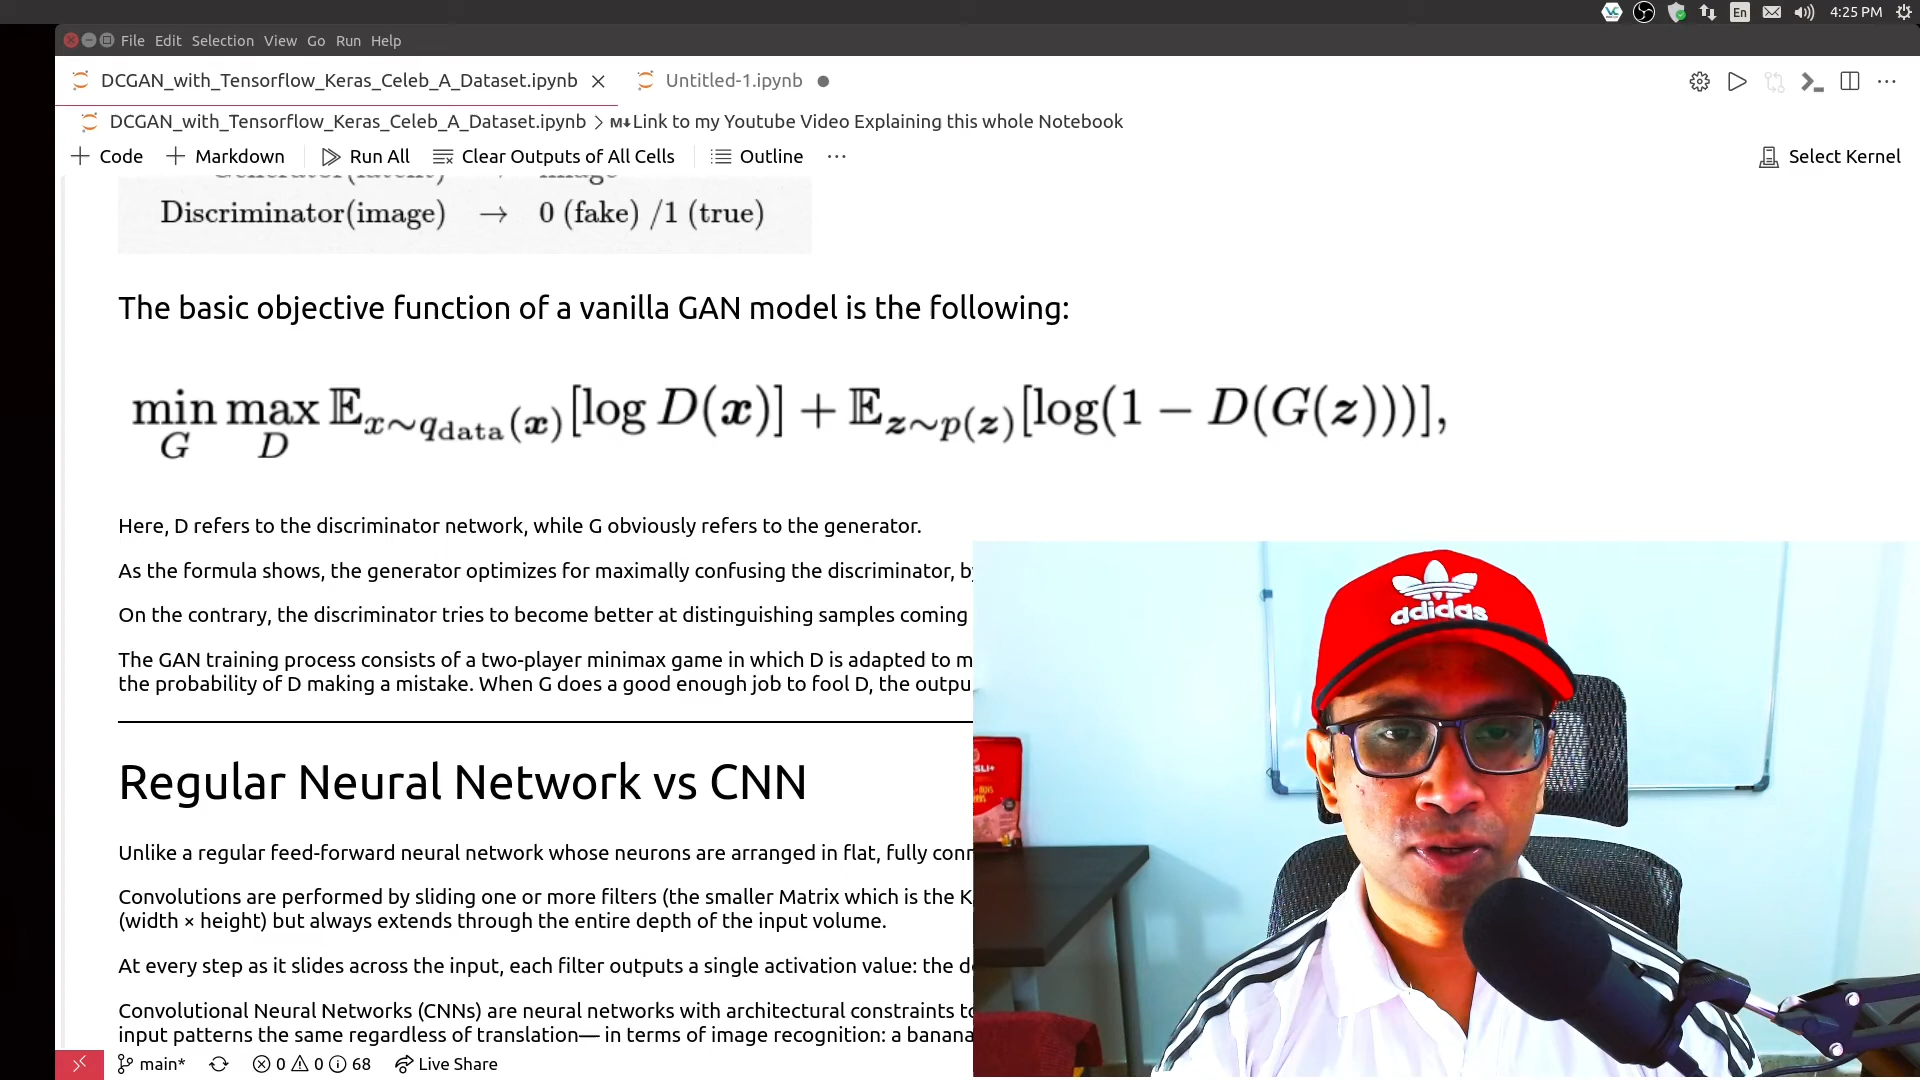 4:25 PM
En
File Edit Selection View Go Run Help
DCGAN_with_Tensorflow_Keras_Celeb_A_Dataset.ipynb
Untitled-1.ipynb
DCGAN_with_Tensorflow_Keras_Celeb_A_Dataset.ipynb > M↓Link to my Youtube Video Explaining this whole Notebook
+ Code + Markdown Run All Clear Outputs of All Cells Outline ... Select Kernel
Generator(latent) → image
Discriminator(image) → 0 (fake) /1 (true)
The basic objective function of a vanilla GAN model is the following:
min_G max_D 𝔼_{x∼q_data(x)}[log D(x)] + 𝔼_{z∼p(z)}[log(1 − D(G(z)))],
Here, D refers to the discriminator network, while G obviously refers to the generator.
As the formula shows, the generator optimizes for maximally confusing the discriminator, by
On the contrary, the discriminator tries to become better at distinguishing samples coming
The GAN training process consists of a two-player minimax game in which D is adapted to m
the probability of D making a mistake. When G does a good enough job to fool D, the outpu
Regular Neural Network vs CNN
Unlike a regular feed-forward neural network whose neurons are arranged in flat, fully conn
Convolutions are performed by sliding one or more filters (the smaller Matrix which is the K
(width × height) but always extends through the entire depth of the input volume.
At every step as it slides across the input, each filter outputs a single activation value: the d
Convolutional Neural Networks (CNNs) are neural networks with architectural constraints to
input patterns the same regardless of translation— in terms of image recognition: a banana
adidas
main* 0 0 68 Live Share